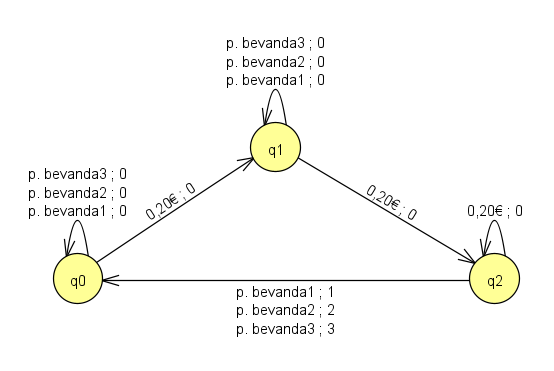 p. bevanda3 ; 0
p. bevanda2 ; 0
p. bevanda1 ; 0
q1
p. bevanda3 ; 0
p. bevanda2 ; 0
p. bevanda1 ; 0
0,20€ ; 0
0,20€ ; 0
0,20€ ; 0
q0
q2
p. bevanda1 ; 1
p. bevanda2 ; 2
p. bevanda3 ; 3